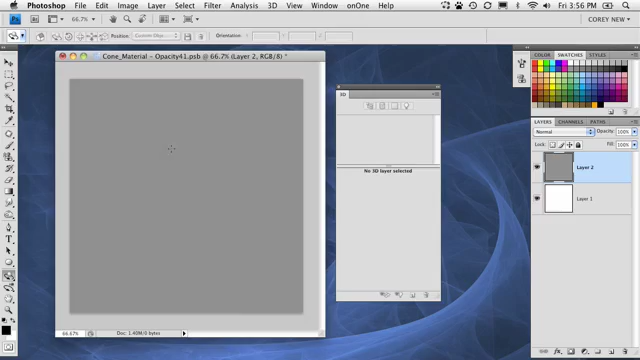 Photoshop File Edit Image Layer Select Filter Analysis 3D View Window onOne Help Fri 3:56 PM
66.7% COREY NEW
Position: Orientation:
Cone_Material - Opacity41.psb @ 66.7% (Layer 2, RGB/8) *
COLOR SWATCHES STYLES
3D
LAYERS CHANNELS PATHS
Normal Opacity: 100%
Lock: Fill: 100%
Layer 2
No 3D layer selected
Layer 1
66.67% Doc: 1.40M/0 bytes